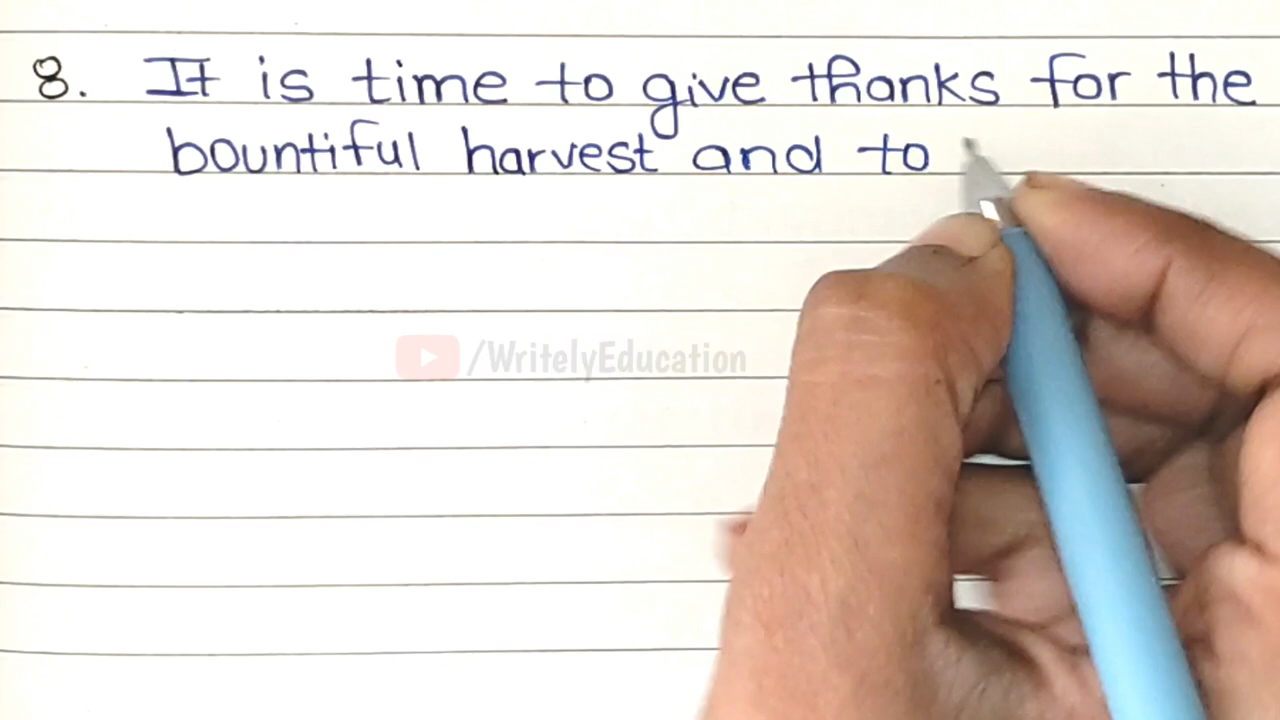 8. It is time to give thanks for the
bountiful harvest and to
/WritelyEducation